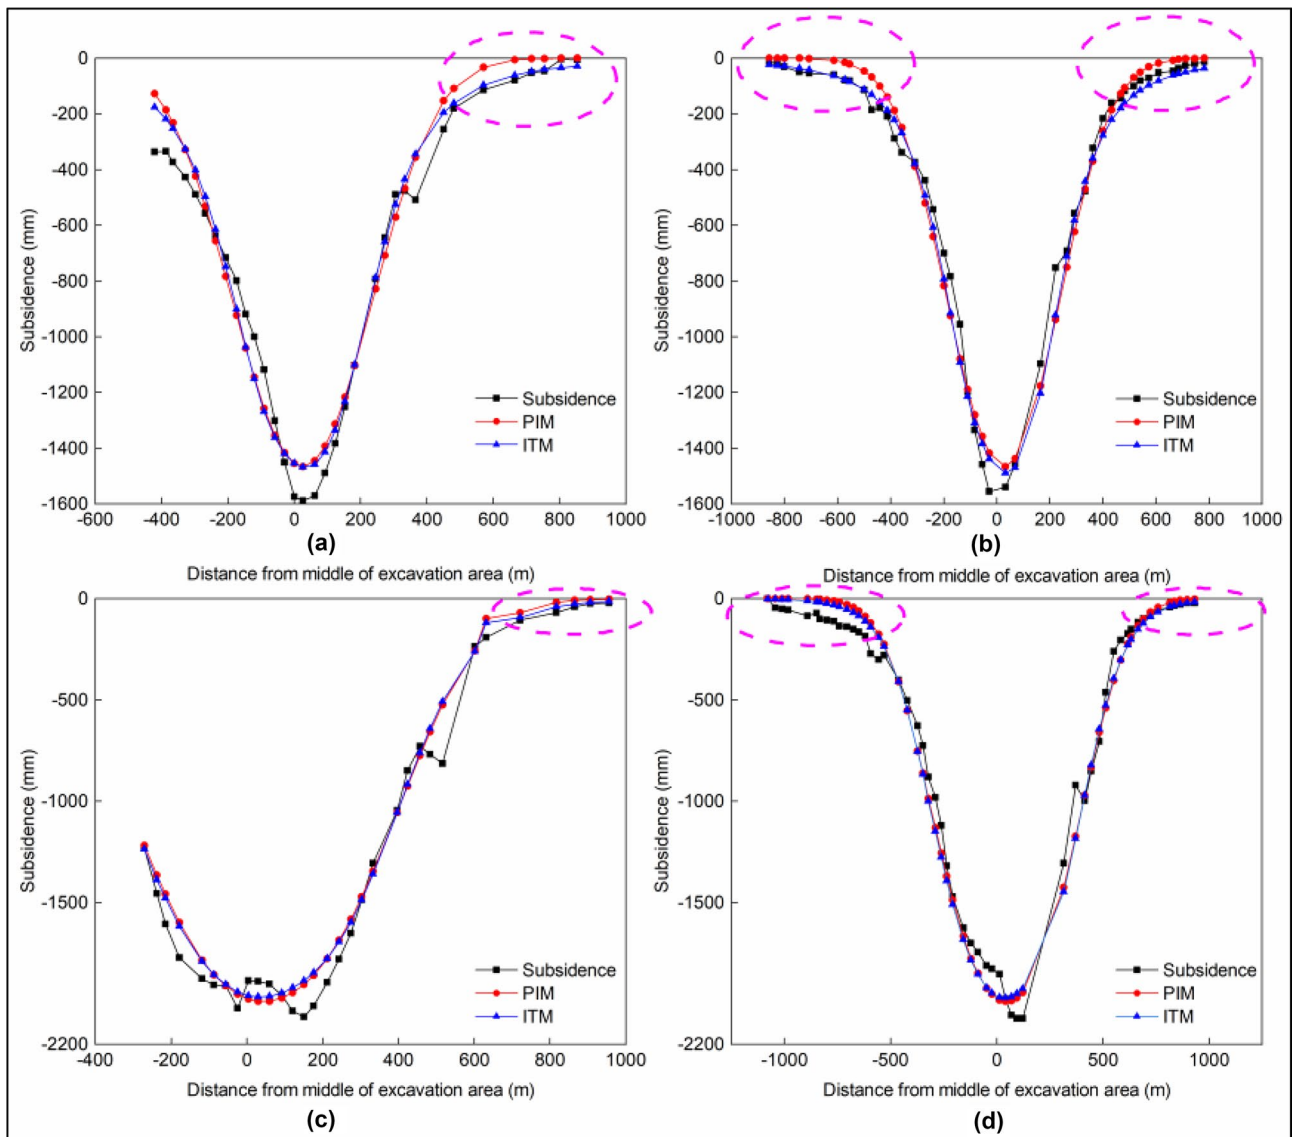 0
-200
-400
-600
-800
-1000
-1200
-1400
-1600
Subsidence (mm)
Subsidence
PIM
ITM
-600 -400 -200 0 200 400 600 800 1000
(a)
Distance from middle of excavation area (m)
0
-200
-400
-600
-800
-1000
-1200
-1400
-1600
Subsidence (mm)
Subsidence
PIM
ITM
-1000 -800 -600 -400 -200 0 200 400 600 800 1000
(b)
Distance from middle of excavation area (m)
0
-500
-1000
-1500
-2200
Subsidence (mm)
Subsidence
PIM
ITM
-400 -200 0 200 400 600 800 1000
Distance from middle of excavation area (m)
(c)
0
-500
-1000
-1500
-2200
Subsidence (mm)
Subsidence
PIM
ITM
-1000 -500 0 500 1000
Distance from middle of excavation area (m)
(d)